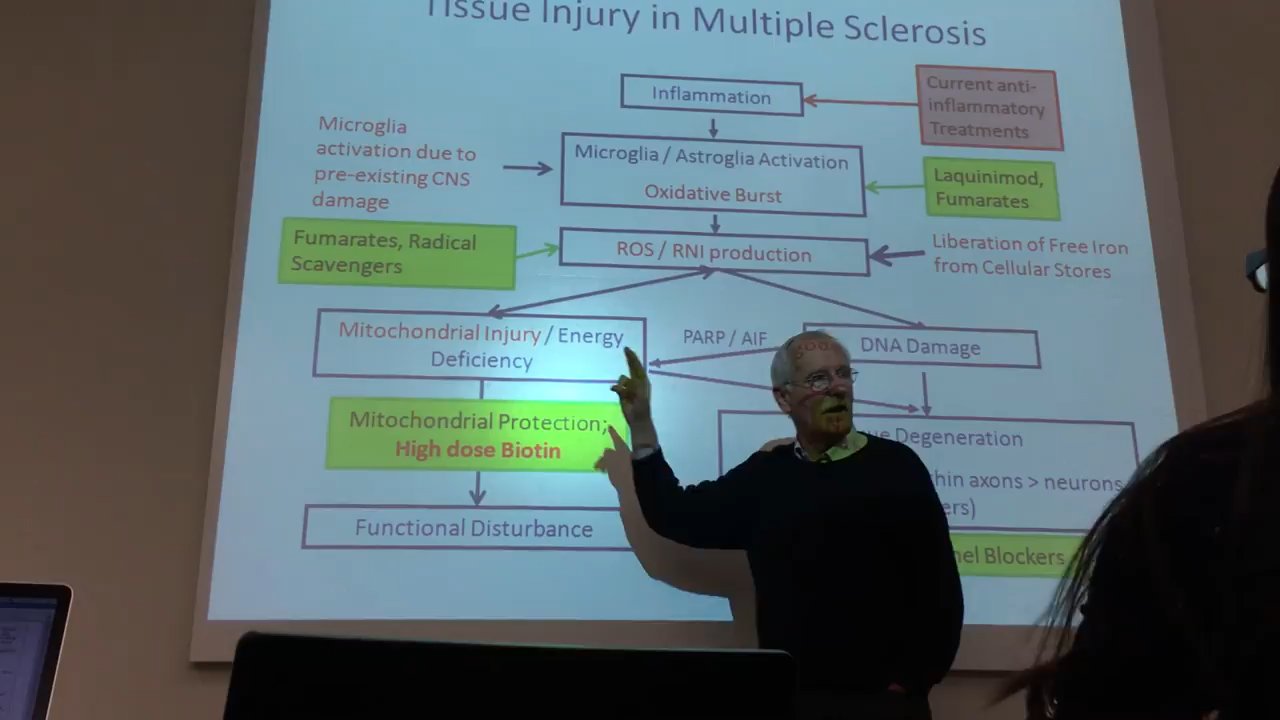 Tissue Injury in Multiple Sclerosis
Inflammation
Current anti-
inflammatory
Treatments
Microglia
activation due to
pre-existing CNS
damage
Microglia / Astroglia Activation
Oxidative Burst
Laquinimod,
Fumarates
Fumarates, Radical
Scavengers
ROS / RNI production
Liberation of Free Iron
from Cellular Stores
Mitochondrial Injury / Energy
Deficiency
PARP / AIF
DNA Damage
Mitochondrial Protection;
High dose Biotin
Degeneration
axons > neurons
Functional Disturbance
Blockers